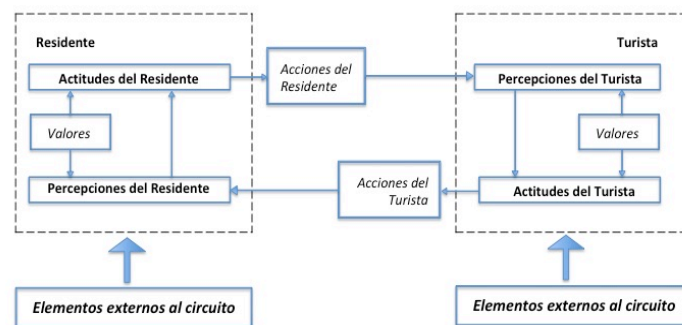 Residente
Actitudes del Residente
Valores
Percepciones del Residente
Acciones del
Residente
Acciones del
Turista
Turista
Percepciones del Turista
Valores
Actitudes del Turista
Elementos externos al circuito
Elementos externos al circuito